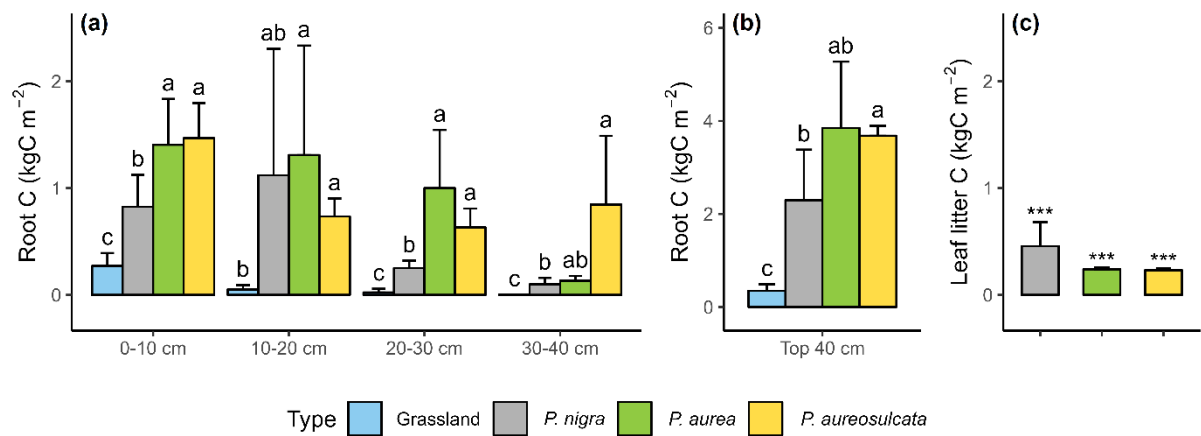 (a)
Root C (kgC m⁻²)
2
1
0
c b a a
b ab a a
c b a a
c b ab a
0-10 cm 10-20 cm 20-30 cm 30-40 cm
(b)
Root C (kgC m⁻²)
6
4
2
0
c b ab a
Top 40 cm
(c)
Leaf litter C (kgC m⁻²)
2
1
0
*** *** ***
Type Grassland P. nigra P. aurea P. aureosulcata